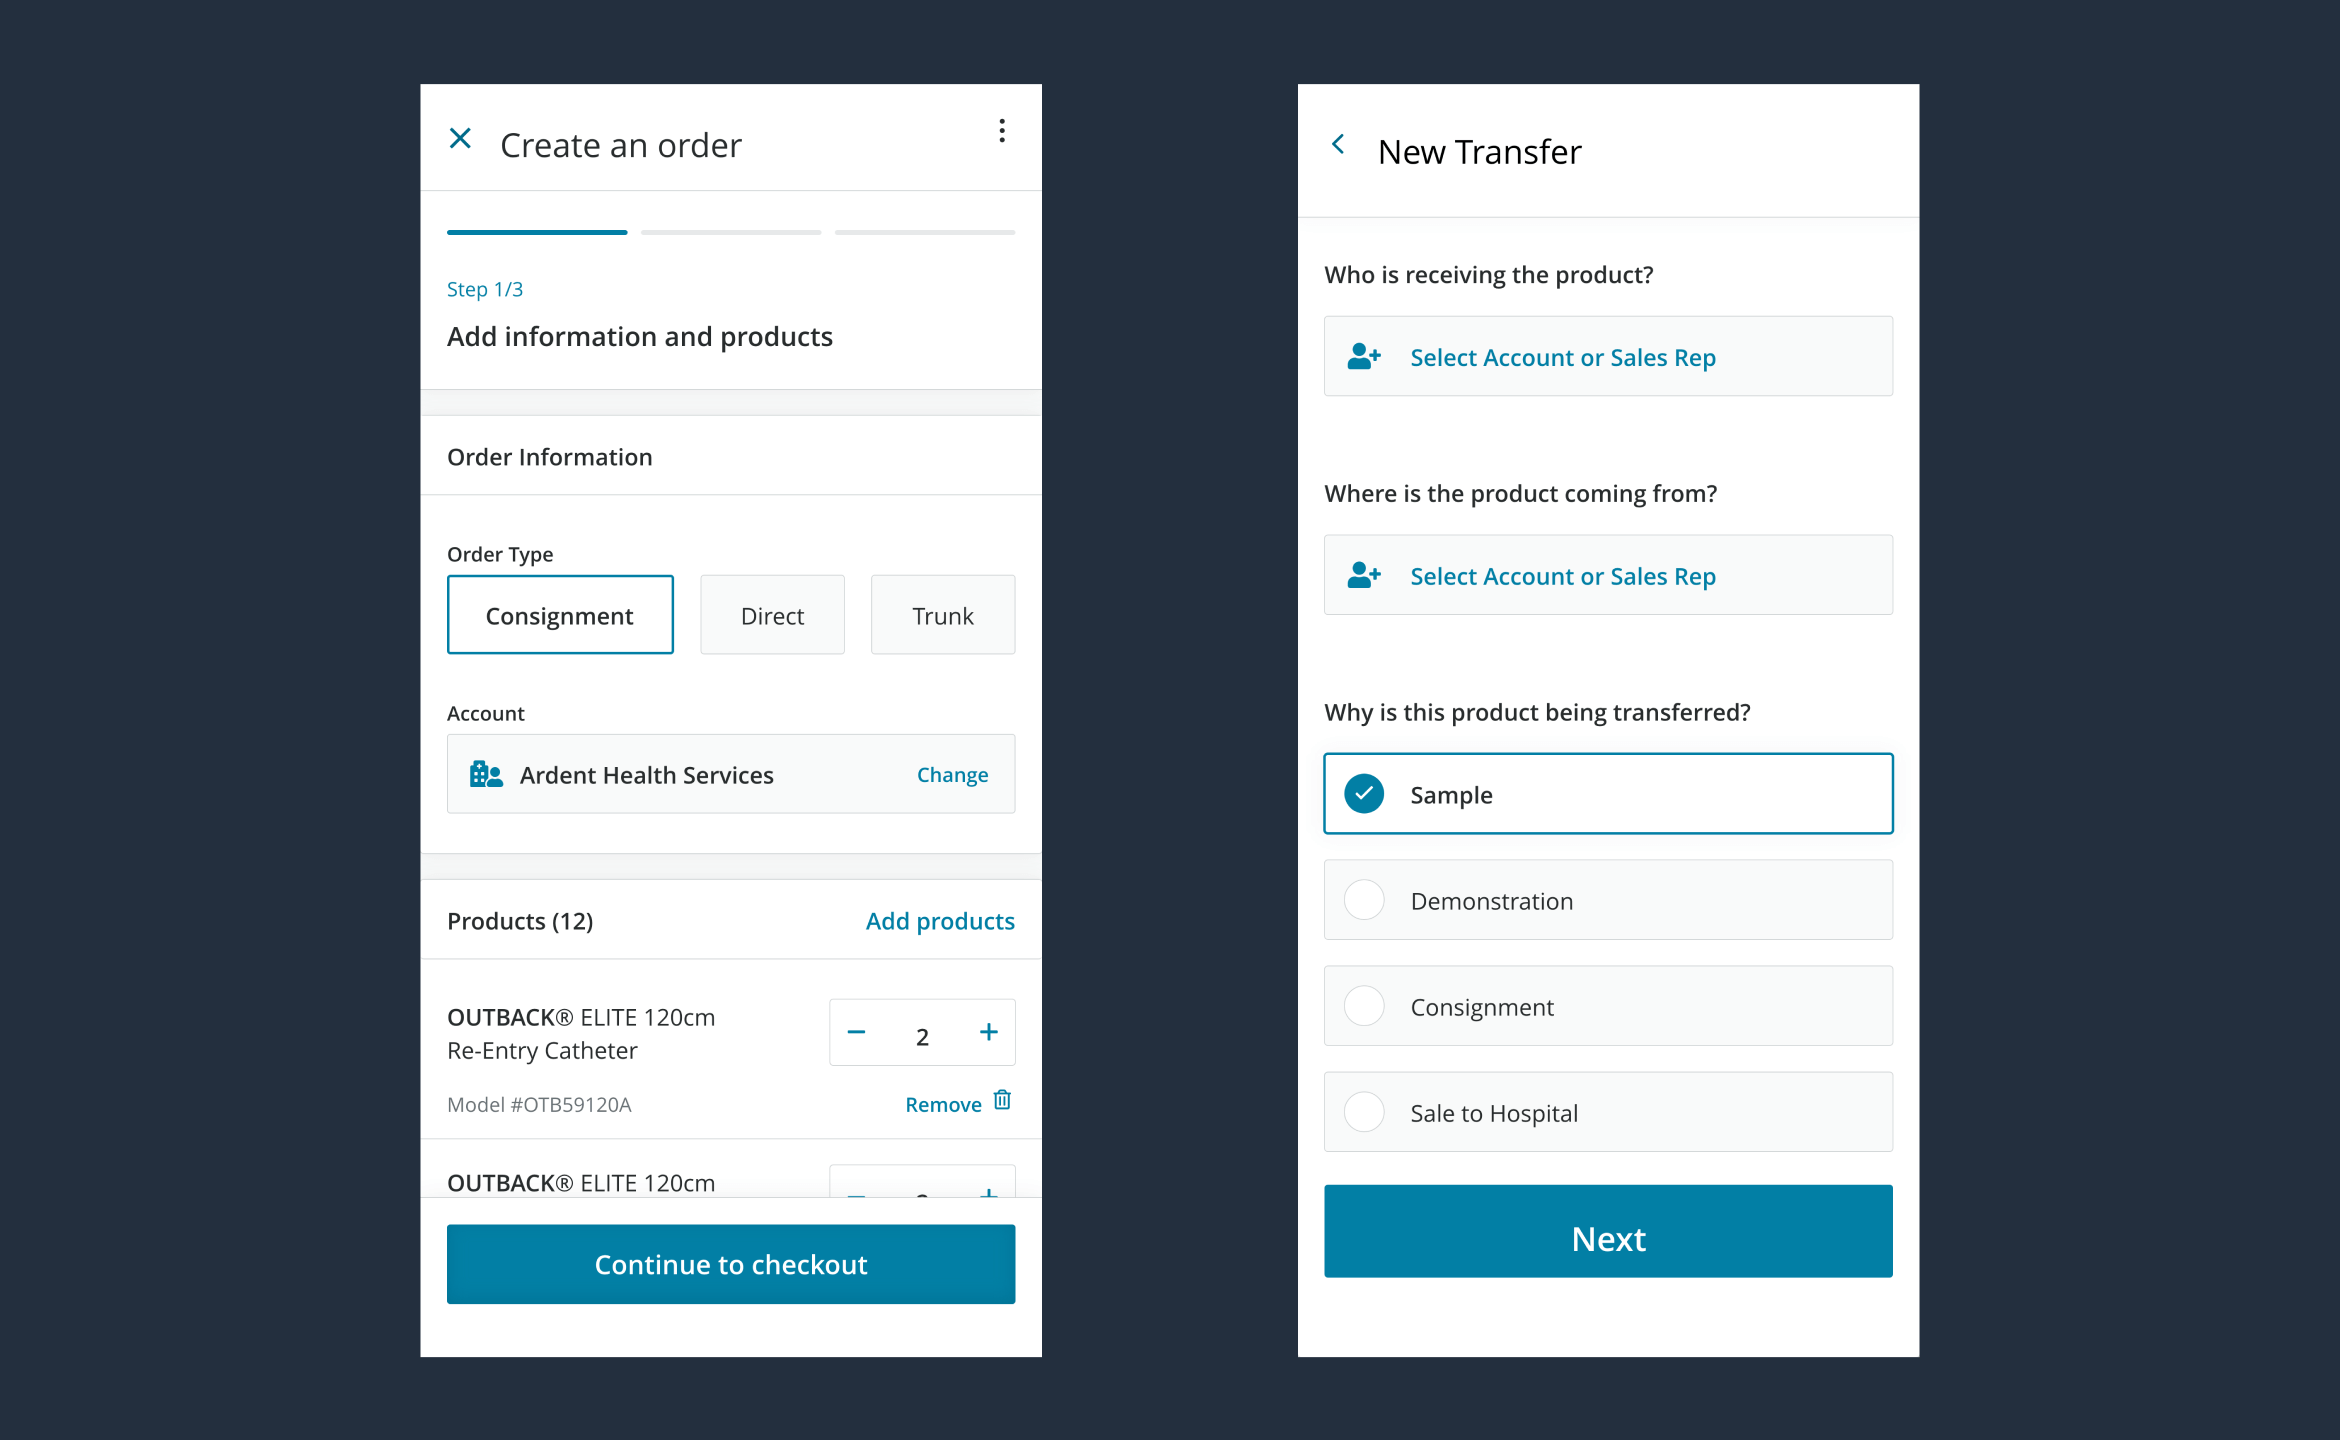 Create an order
Step 1/3
Add information and products
Order Information
Order Type
Consignment Direct Trunk
Account
Ardent Health Services Change
Products (12) Add products
OUTBACK® ELITE 120cm
Re-Entry Catheter
2
Model #OTB59120A Remove
OUTBACK® ELITE 120cm
Continue to checkout
New Transfer
Who is receiving the product?
Select Account or Sales Rep
Where is the product coming from?
Select Account or Sales Rep
Why is this product being transferred?
Sample
Demonstration
Consignment
Sale to Hospital
Next